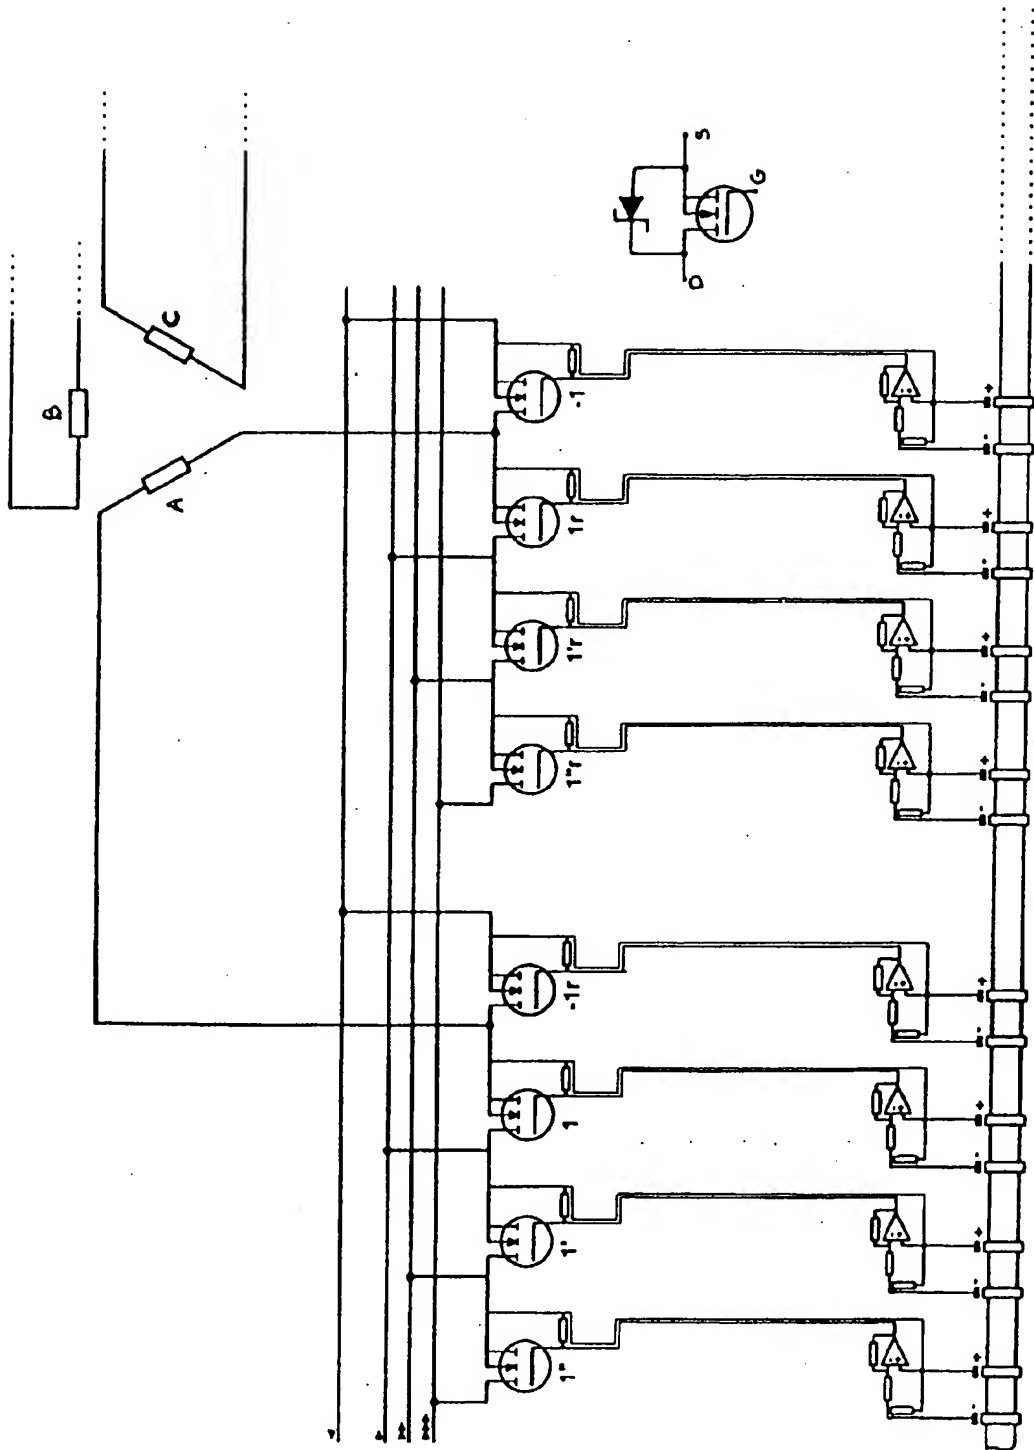 B
A
C
1"
1'
1
-1r
1"r
1'r
1r
-1
D
S
G
- + - + - + - + - + - + - + - +